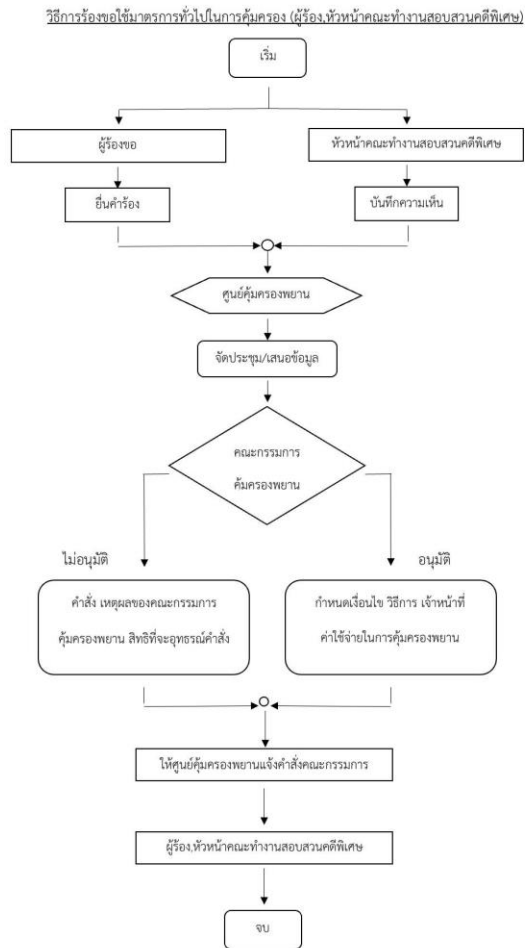 วิธีการร้องขอใช้มาตรการทั่วไปในการคุ้มครอง (ผู้ร้อง,หัวหน้าคณะทำงานสอบสวนคดีพิเศษ)
เริ่ม
ผู้ร้องขอ
หัวหน้าคณะทำงานสอบสวนคดีพิเศษ
ยื่นคำร้อง
บันทึกความเห็น
ศูนย์คุ้มครองพยาน
จัดประชุม/เสนอข้อมูล
คณะกรรมการ
คุ้มครองพยาน
ไม่อนุมัติ
อนุมัติ
คำสั่ง เหตุผลของคณะกรรมการ
คุ้มครองพยาน สิทธิที่จะอุทธรณ์คำสั่ง
กำหนดเงื่อนไข วิธีการ เจ้าหน้าที่
ค่าใช้จ่ายในการคุ้มครองพยาน
ให้ศูนย์คุ้มครองพยานแจ้งคำสั่งคณะกรรมการ
ผู้ร้อง,หัวหน้าคณะทำงานสอบสวนคดีพิเศษ
จบ